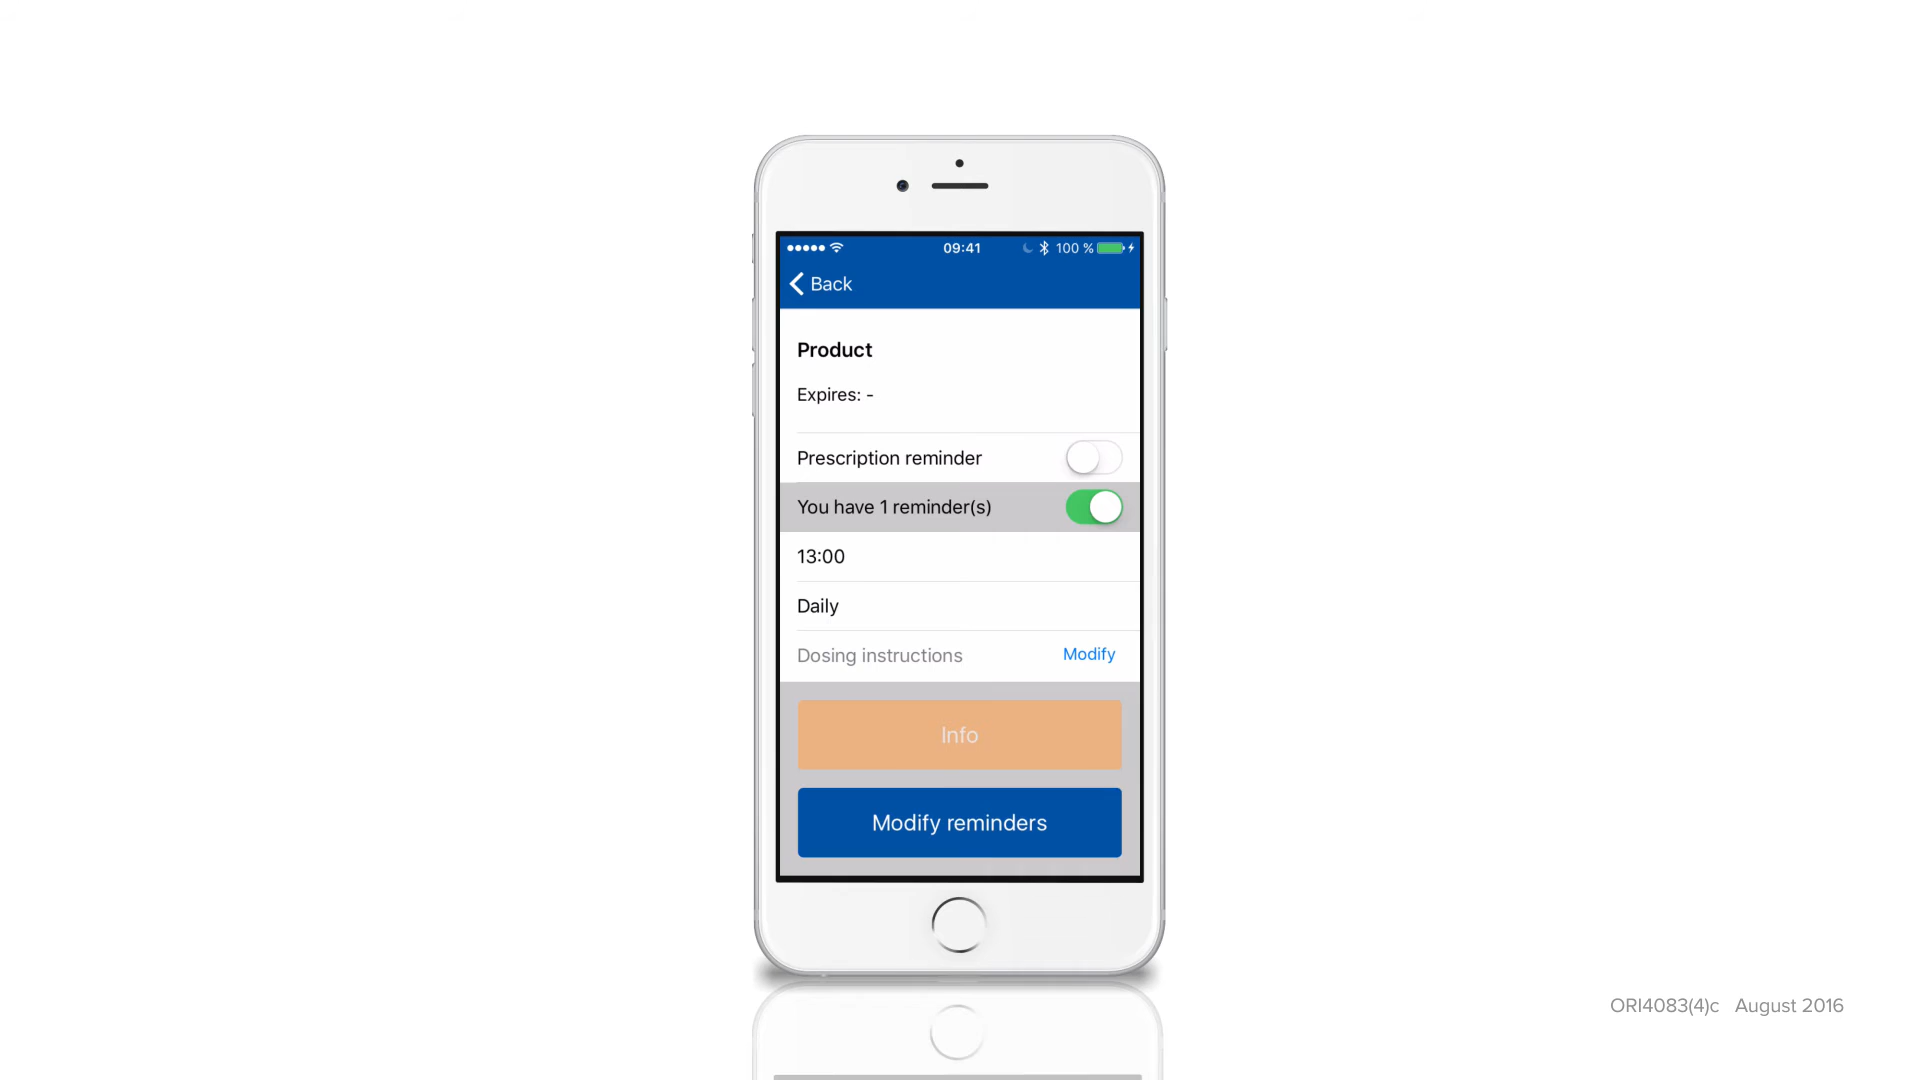 09:41
100 %
Back
Product
Expires: -
Prescription reminder
You have 1 reminder(s)
13:00
Daily
Dosing instructions
Modify
Info
Modify reminders
ORI4083(4)c August 2016